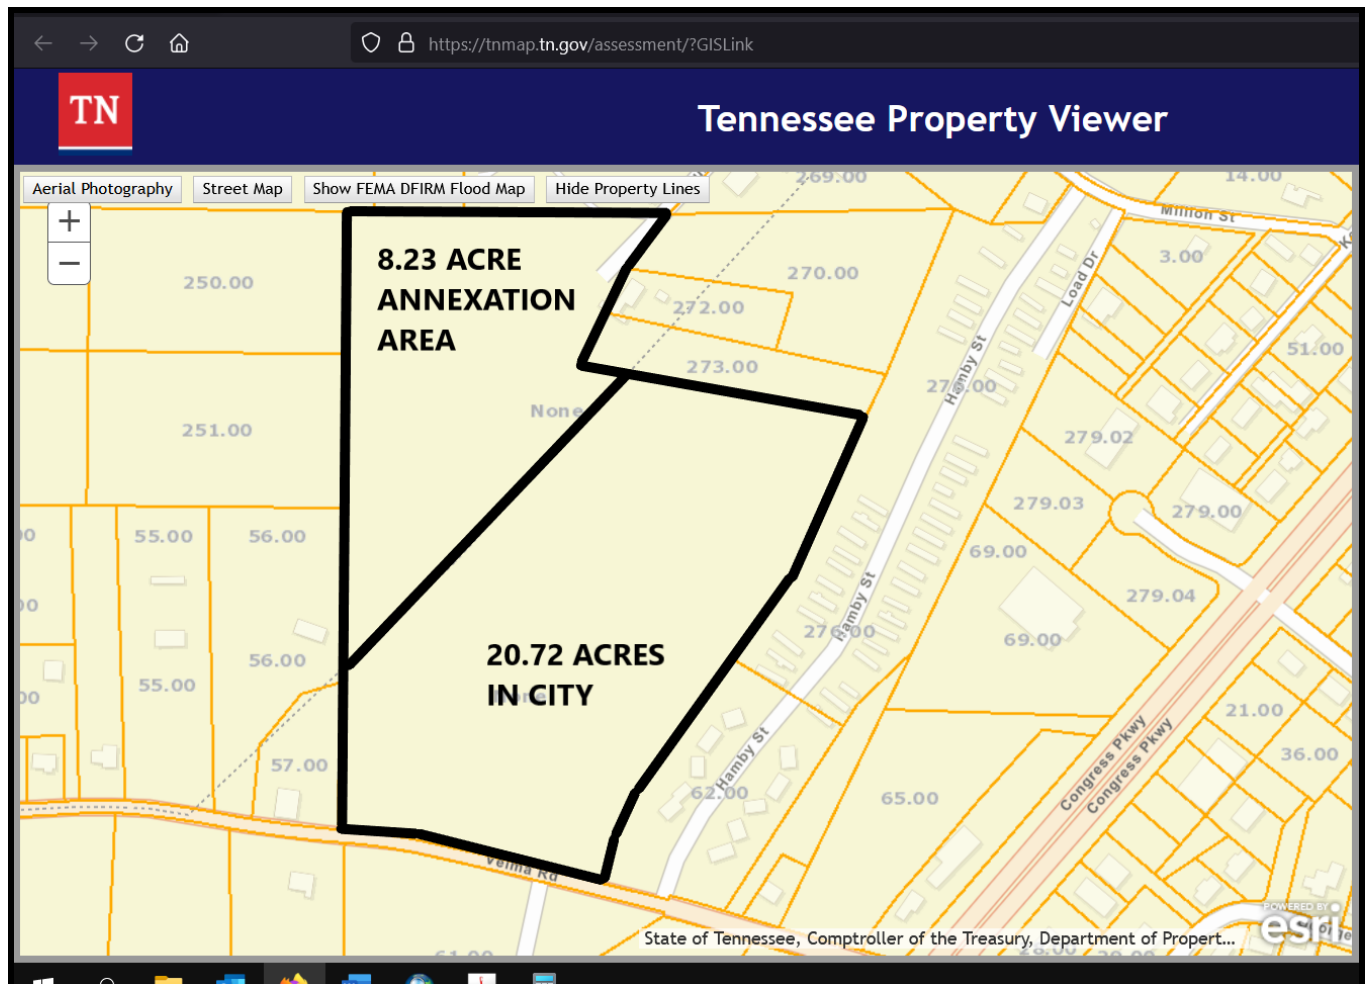 https://tnmap.tn.gov/assessment/?GISLink
TN
Tennessee Property Viewer
Aerial Photography
Street Map
Show FEMA DFIRM Flood Map
Hide Property Lines
+
−
269.00
14.00
Million St
8.23 ACRE
ANNEXATION
AREA
250.00
270.00
3.00
272.00
Load Dr
51.00
273.00
Hamby St
None
251.00
279.02
279.03
279.00
55.00
56.00
69.00
279.04
Hamby St
276.00
69.00
56.00
55.00
20.72 ACRES
IN CITY
21.00
36.00
57.00
Hamby St
62.00
65.00
Congress Pkwy
Congress Pkwy
Velma Rd
61.00
State of Tennessee, Comptroller of the Treasury, Department of Propert...
POWERED BY
esri